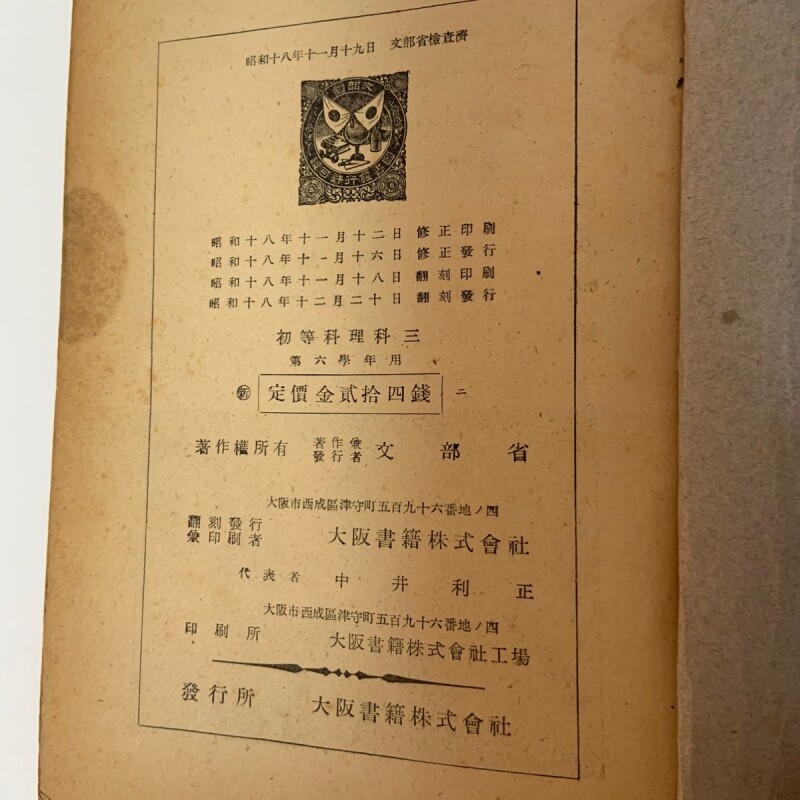 昭和十八年十一月十九日 文部省檢査濟
昭和十八年十一月十二日 修正印刷
昭和十八年十一月十六日 修正發行
昭和十八年十一月十八日 翻刻印刷
昭和十八年十二月二十日 翻刻發行
初等科理科三
第六學年用
新 定價金貳拾四錢 二
著作權所有 著作兼發行者 文部省
大阪市西成區津守町五百九十六番地ノ四
翻刻發行兼印刷者 大阪書籍株式會社
代表者 中井利正
大阪市西成區津守町五百九十六番地ノ四
印刷所 大阪書籍株式會社工場
發行所 大阪書籍株式會社